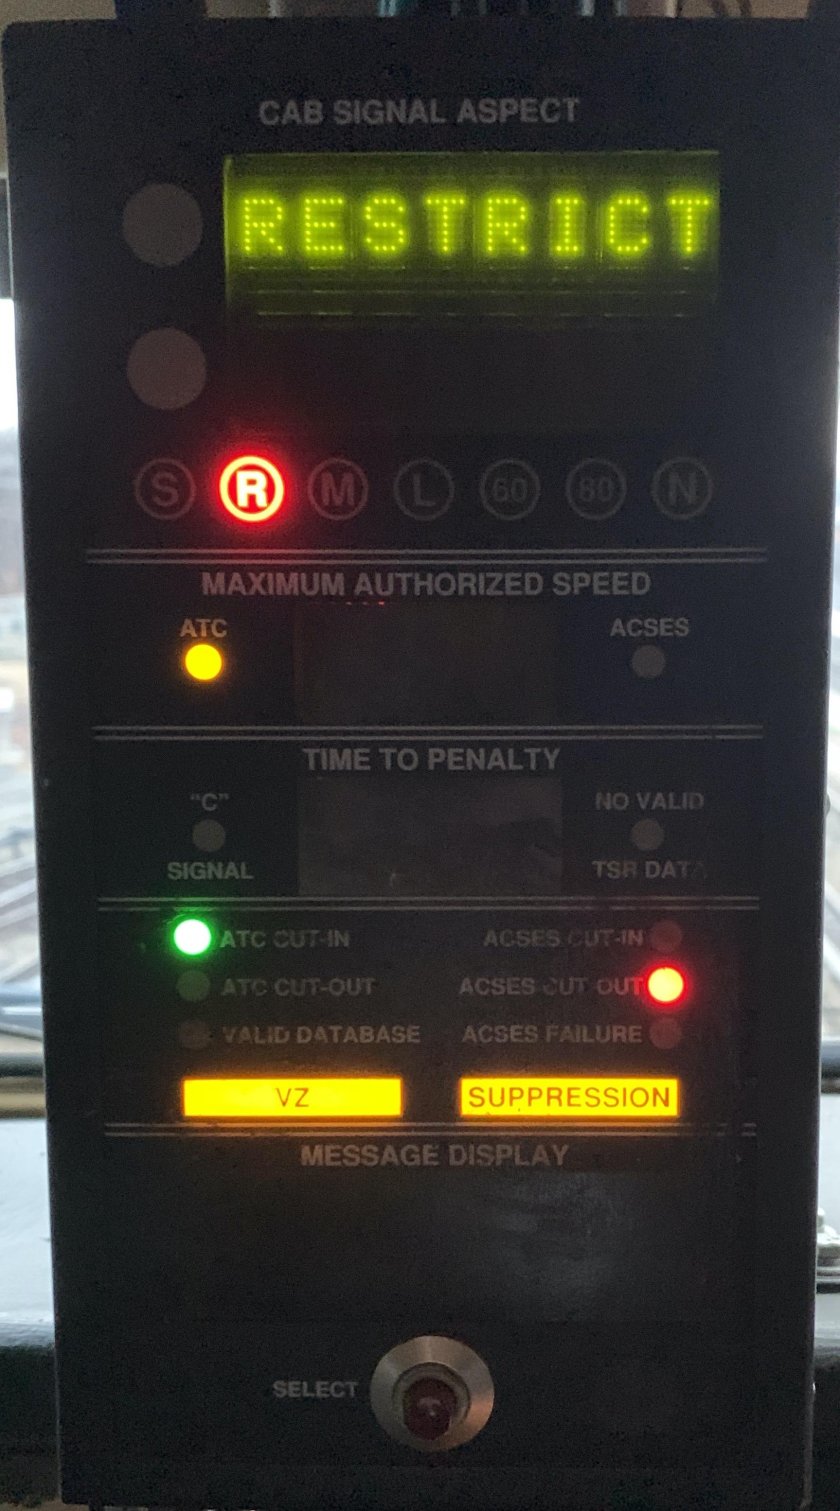 CAB SIGNAL ASPECT
RESTRICT
S R M L 60 80 N
MAXIMUM AUTHORIZED SPEED
ATC ACSES
TIME TO PENALTY
"C" NO VALID
SIGNAL TSR DATA
ATC CUT-IN ACSES CUT-IN
ATC CUT-OUT ACSES CUT OUT
VALID DATABASE ACSES FAILURE
VZ SUPPRESSION
MESSAGE DISPLAY
SELECT